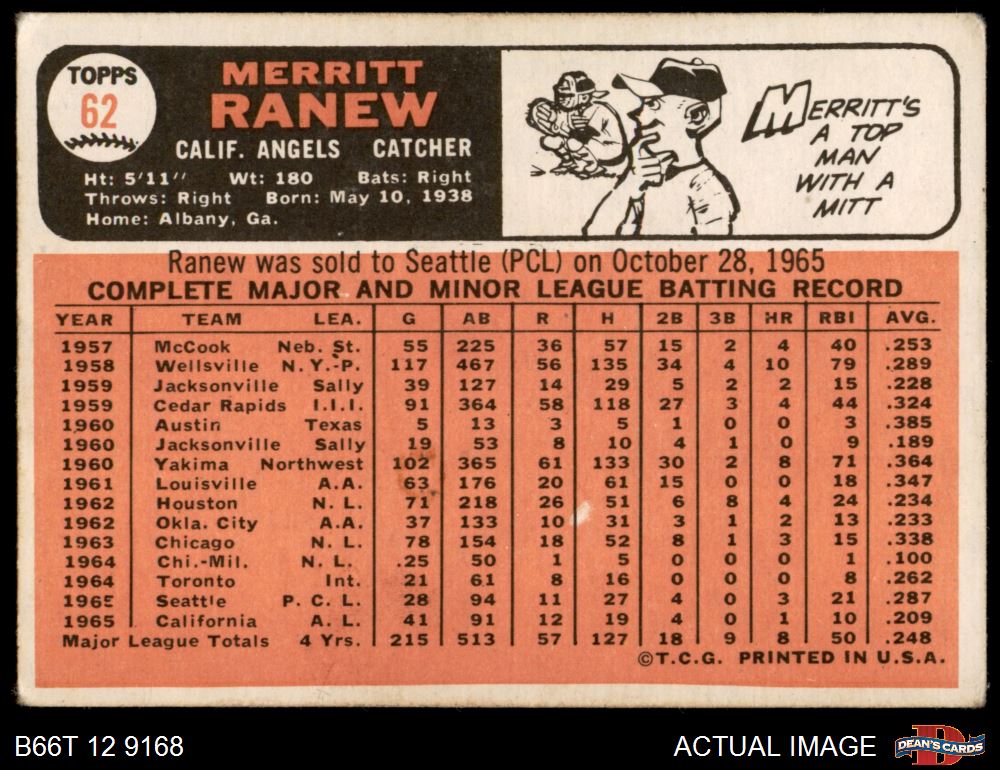 TOPPS
62
MERRITT
RANEW
CALIF. ANGELS CATCHER
Ht: 5'11" Wt: 180 Bats: Right
Throws: Right Born: May 10, 1938
Home: Albany, Ga.
MERRITT'S
A TOP
MAN
WITH A
MITT
Ranew was sold to Seattle (PCL) on October 28, 1965
COMPLETE MAJOR AND MINOR LEAGUE BATTING RECORD
YEAR TEAM LEA. G AB R H 2B 3B HR RBI AVG.
1957 McCook Neb. St. 55 225 36 57 15 2 4 40 .253
1958 Wellsville N.Y.-P. 117 467 56 135 34 4 10 79 .289
1959 Jacksonville Sally 39 127 14 29 5 2 2 15 .228
1959 Cedar Rapids I.I.I. 91 364 58 118 27 3 4 44 .324
1960 Austin Texas 5 13 3 5 1 0 0 3 .385
1960 Jacksonville Sally 19 53 8 10 4 1 0 9 .189
1960 Yakima Northwest 102 365 61 133 30 2 8 71 .364
1961 Louisville A.A. 63 176 20 61 15 0 0 18 .347
1962 Houston N. L. 71 218 26 51 6 8 4 24 .234
1962 Okla. City A.A. 37 133 10 31 3 1 2 13 .233
1963 Chicago N. L. 78 154 18 52 8 1 3 15 .338
1964 Chi.-Mil. N. L. .25 50 1 5 0 0 0 1 .100
1964 Toronto Int. 21 61 8 16 0 0 0 8 .262
1965 Seattle P. C. L. 28 94 11 27 4 0 3 21 .287
1965 California A. L. 41 91 12 19 4 0 1 10 .209
Major League Totals 4 Yrs. 215 513 57 127 18 9 8 50 .248
©T.C.G. PRINTED IN U.S.A.
B66T 12 9168
ACTUAL IMAGE
DEAN'S CARDS